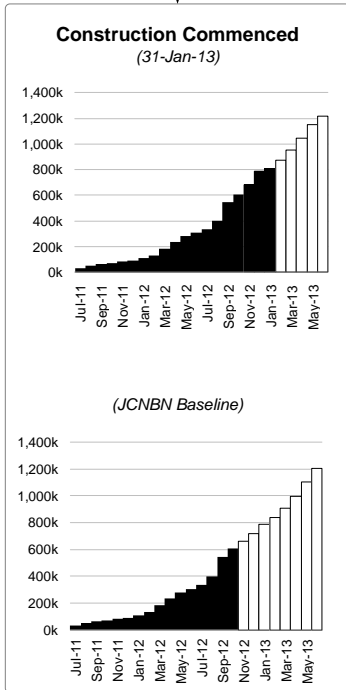 Construction Commenced
(31-Jan-13)
1,400k
1,200k
1,000k
800k
600k
400k
200k
0k
Jul-11 Sep-11 Nov-11 Jan-12 Mar-12 May-12 Jul-12 Sep-12 Nov-12 Jan-13 Mar-13 May-13
(JCNBN Baseline)
1,400k
1,200k
1,000k
800k
600k
400k
200k
0k
Jul-11 Sep-11 Nov-11 Jan-12 Mar-12 May-12 Jul-12 Sep-12 Nov-12 Jan-13 Mar-13 May-13